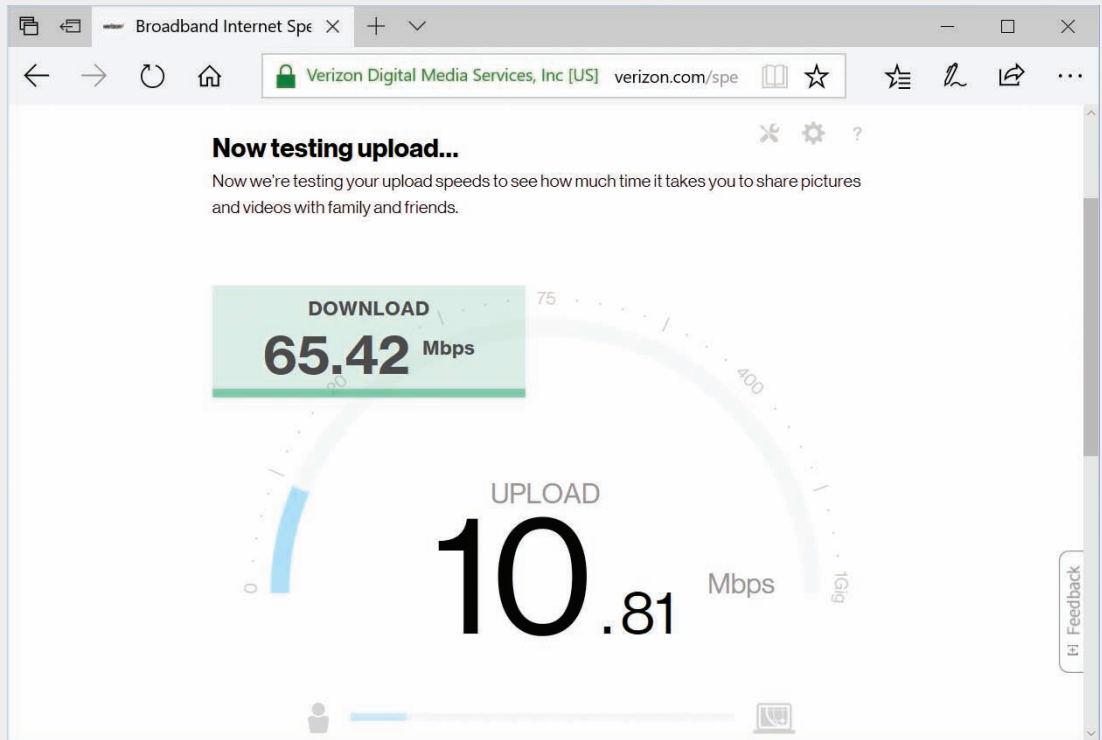 Broadband Internet Spe
Verizon Digital Media Services, Inc [US] verizon.com/spe
?
Now testing upload...
Now we're testing your upload speeds to see how much time it takes you to share pictures
and videos with family and friends.
DOWNLOAD
65.42 Mbps
0
20
75
400
1Gig
UPLOAD
10.81 Mbps
[+] Feedback